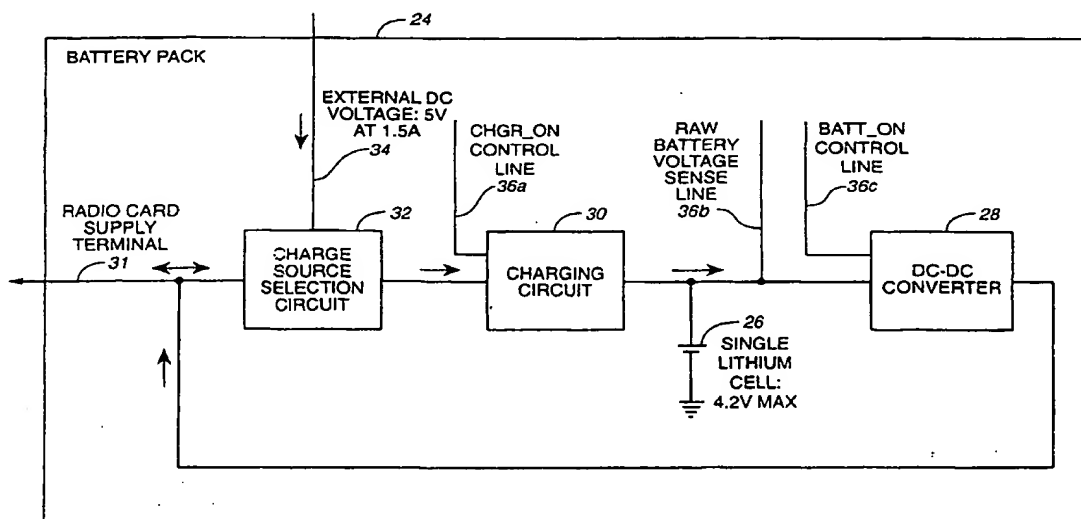 24
BATTERY PACK
EXTERNAL DC
VOLTAGE: 5V
AT 1.5A
34
CHGR_ON
CONTROL
LINE
36a
RAW
BATTERY
VOLTAGE
SENSE
LINE
36b
BATT_ON
CONTROL
LINE
36c
RADIO CARD
SUPPLY
TERMINAL
31
32
CHARGE
SOURCE
SELECTION
CIRCUIT
30
CHARGING
CIRCUIT
28
DC-DC
CONVERTER
26
SINGLE
LITHIUM
CELL:
4.2V MAX